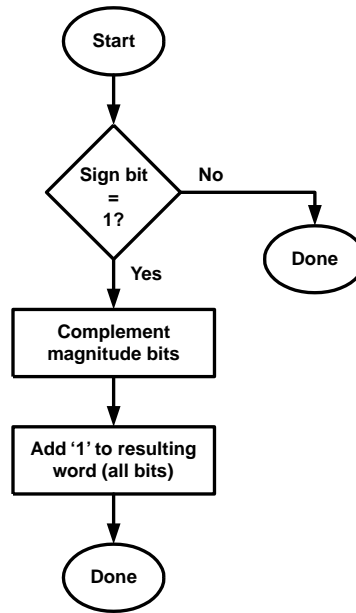 Start
Sign bit
=
1?
No
Done
Yes
Complement
magnitude bits
Add ‘1’ to resulting
word (all bits)
Done